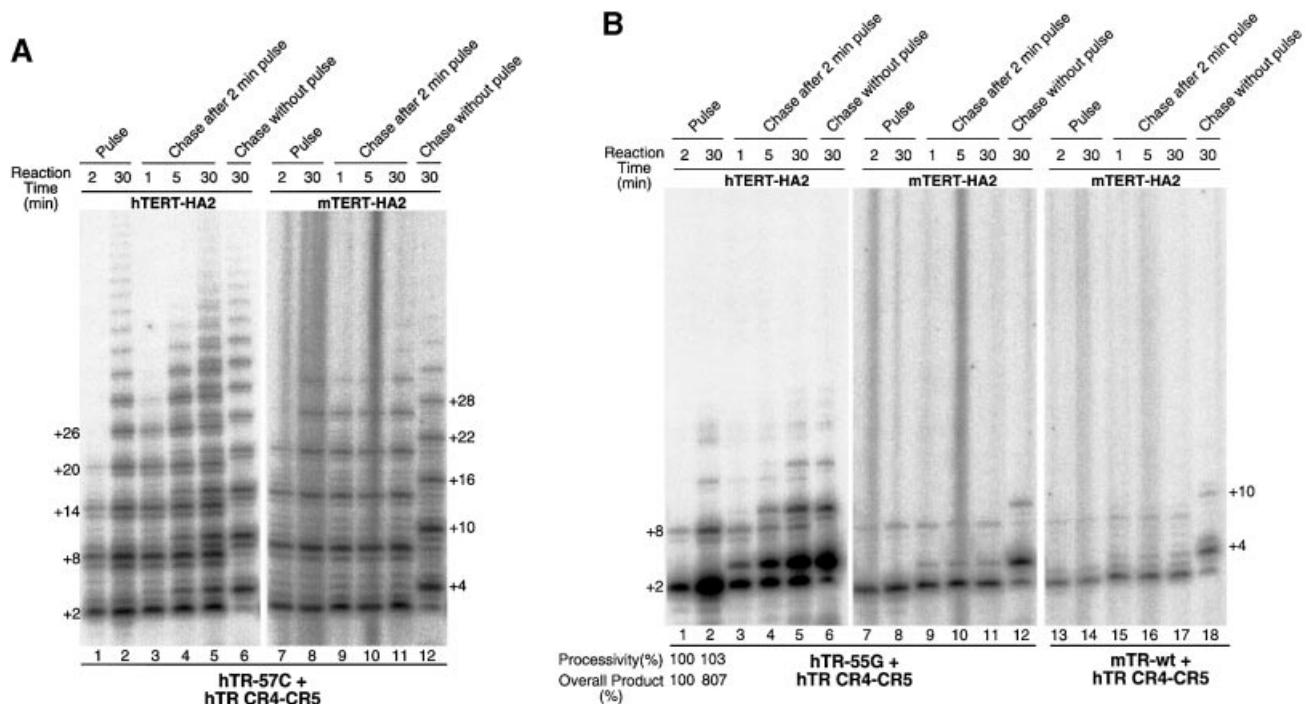 A
Pulse
Chase after 2 min pulse
Chase without pulse
Pulse
Chase after 2 min pulse
Chase without pulse
Reaction Time (min)
2 30 1 5 30 30 2 30 1 5 30 30
hTERT-HA2 mTERT-HA2
+26
+20
+14
+8
+2
+28
+22
+16
+10
+4
1 2 3 4 5 6 7 8 9 10 11 12
hTR-57C +
hTR CR4-CR5
B
Pulse
Chase after 2 min pulse
Chase without pulse
Pulse
Chase after 2 min pulse
Chase without pulse
Pulse
Chase after 2 min pulse
Chase without pulse
Reaction Time (min)
2 30 1 5 30 30 2 30 1 5 30 30 2 30 1 5 30 30
hTERT-HA2 mTERT-HA2 mTERT-HA2
+8
+2
+10
+4
1 2 3 4 5 6 7 8 9 10 11 12 13 14 15 16 17 18
Processivity(%) 100 103
Overall Product (%) 100 807
hTR-55G +
hTR CR4-CR5
mTR-wt +
hTR CR4-CR5